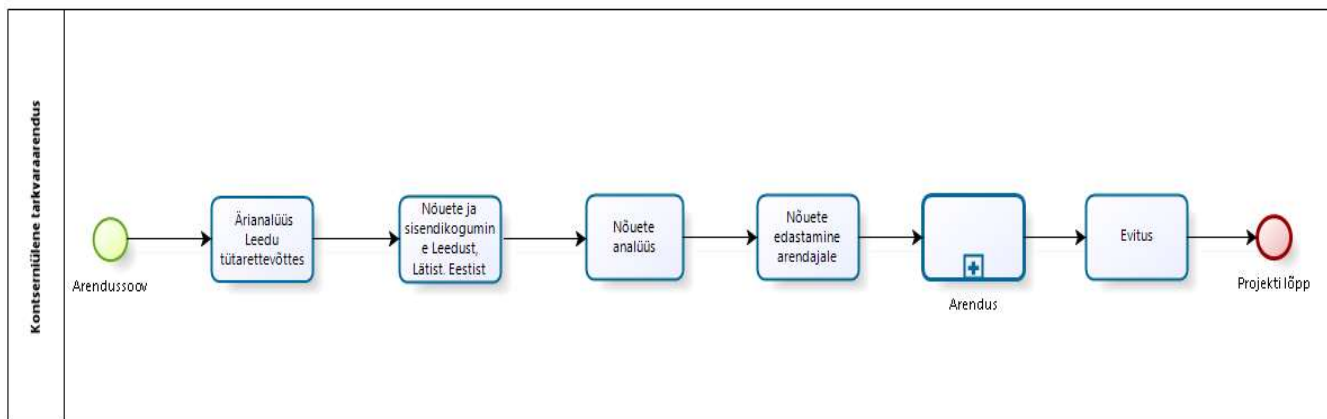 Kontserniülene tarkvaraarendus
Arendussoov
Ärianalüüs
Leedu
tütarettevõttes
Nõuete ja
sisendikogumin
e Leedust,
Lätist. Eestist
Nõuete
analüüs
Nõuete
edastamine
arendajale
Arendus
Evitus
Projekti lõpp